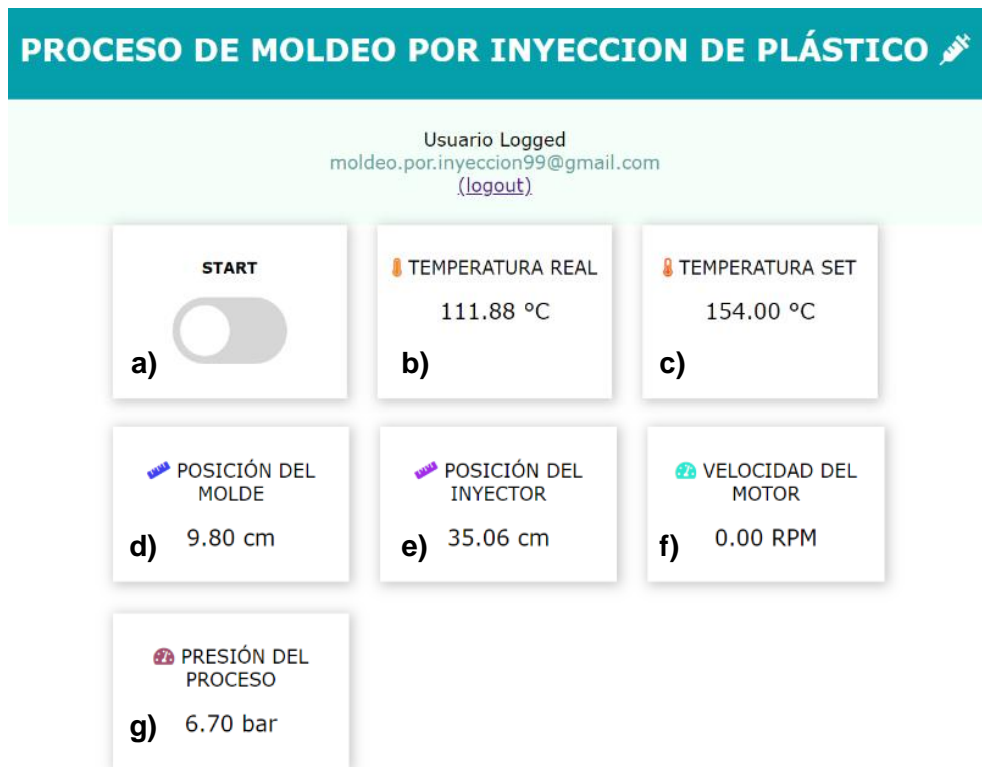 PROCESO DE MOLDEO POR INYECCION DE PLÁSTICO
Usuario Logged
moldeo.por.inyeccion99@gmail.com
(logout)
START
a)
TEMPERATURA REAL
111.88 °C
b)
TEMPERATURA SET
154.00 °C
c)
POSICIÓN DEL
MOLDE
d) 9.80 cm
POSICIÓN DEL
INYECTOR
e) 35.06 cm
VELOCIDAD DEL
MOTOR
f) 0.00 RPM
PRESIÓN DEL
PROCESO
g) 6.70 bar